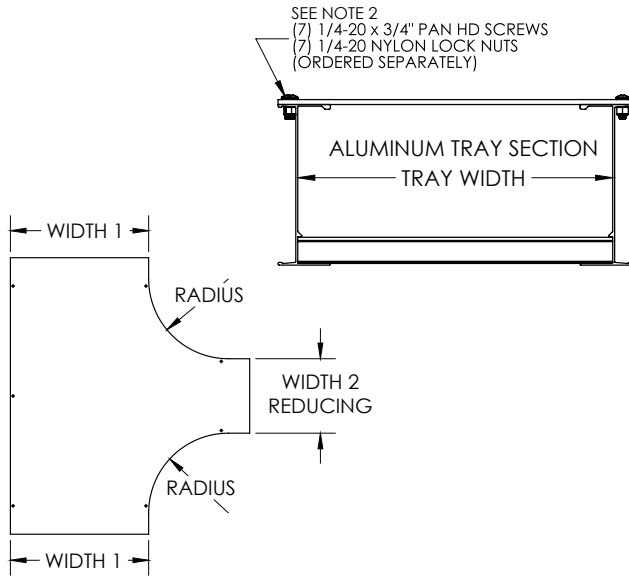 SEE NOTE 2
(7) 1/4-20 x 3/4" PAN HD SCREWS
(7) 1/4-20 NYLON LOCK NUTS
(ORDERED SEPARATELY)
ALUMINUM TRAY SECTION
TRAY WIDTH
WIDTH 1
RADIUS
WIDTH 2
REDUCING
RADIUS
WIDTH 1